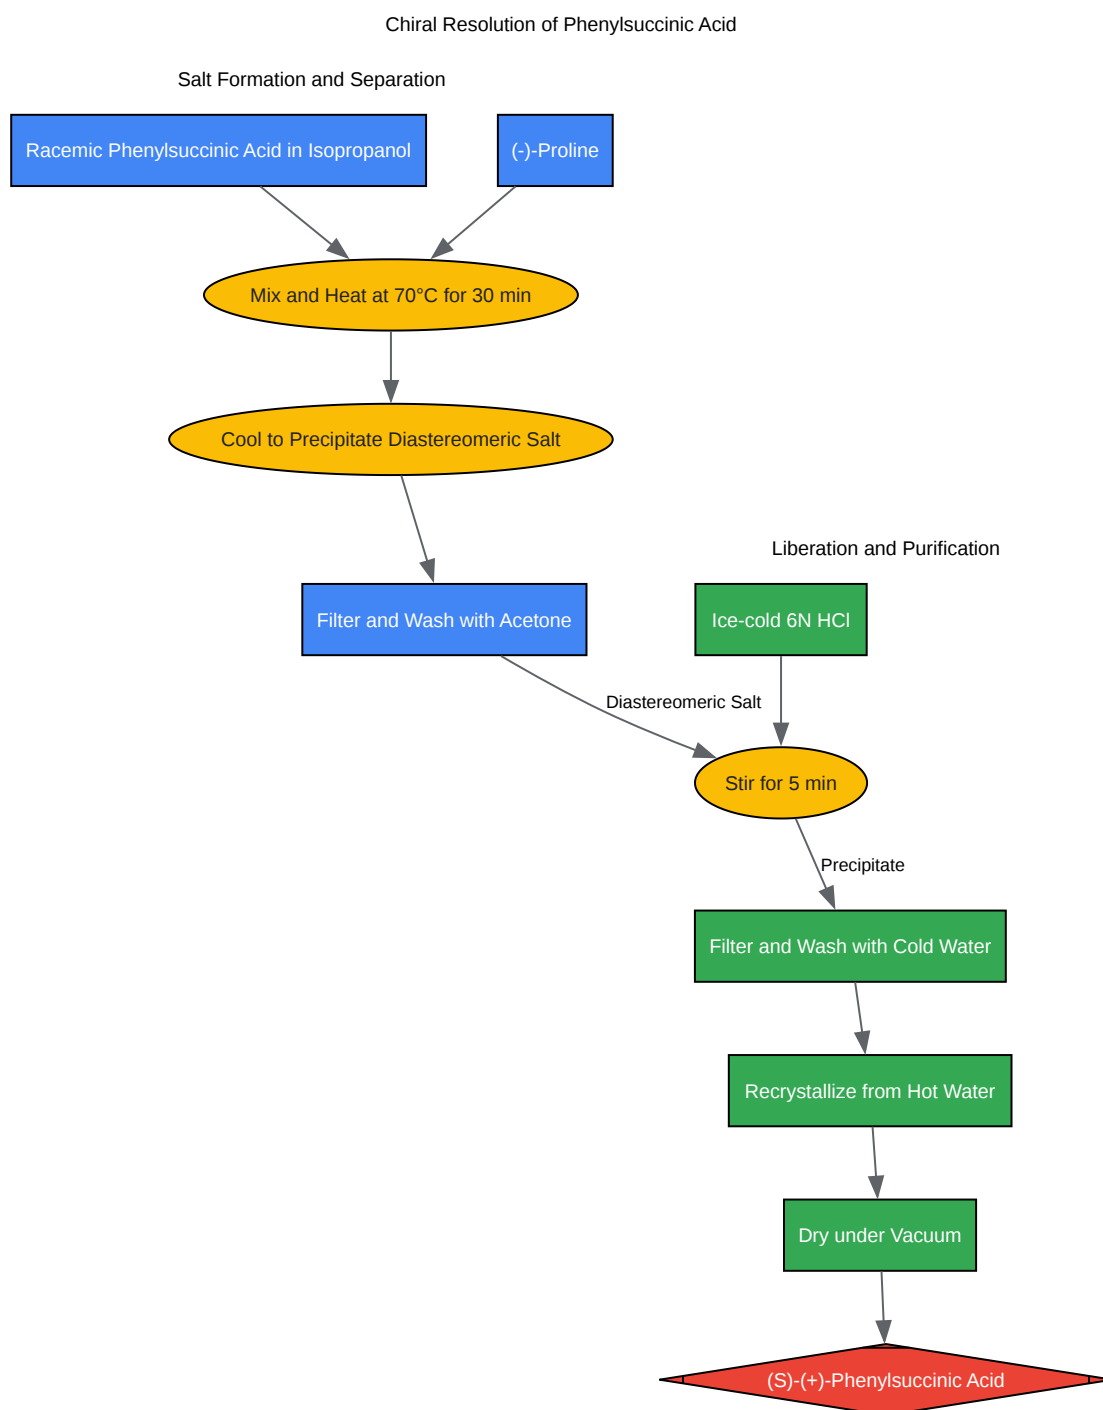 Chiral Resolution of Phenylsuccinic Acid
Salt Formation and Separation
Racemic Phenylsuccinic Acid in Isopropanol
(-)-Proline
Mix and Heat at 70°C for 30 min
Cool to Precipitate Diastereomeric Salt
Liberation and Purification
Filter and Wash with Acetone
Ice-cold 6N HCl
Diastereomeric Salt
Stir for 5 min
Precipitate
Filter and Wash with Cold Water
Recrystallize from Hot Water
Dry under Vacuum
(S)-(+)-Phenylsuccinic Acid